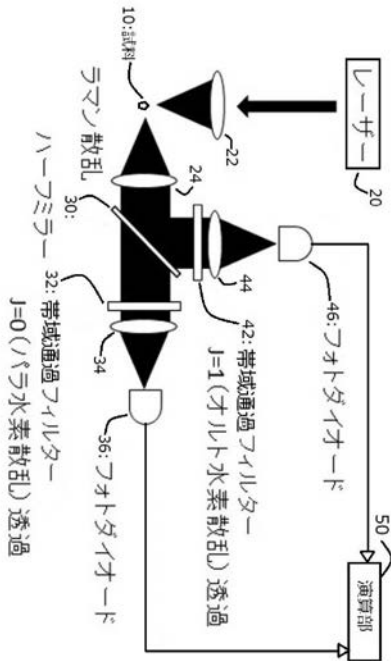 レーザー
20
22
10:試料
ラマン散乱
24
30:
ハーフミラー
44
42: 帯域通過フィルター
J=1(オルト水素散乱)透過
46:フォトダイオード
32: 帯域通過フィルター
J=0(パラ水素散乱)透過
34
36:フォトダイオード
50
演算部